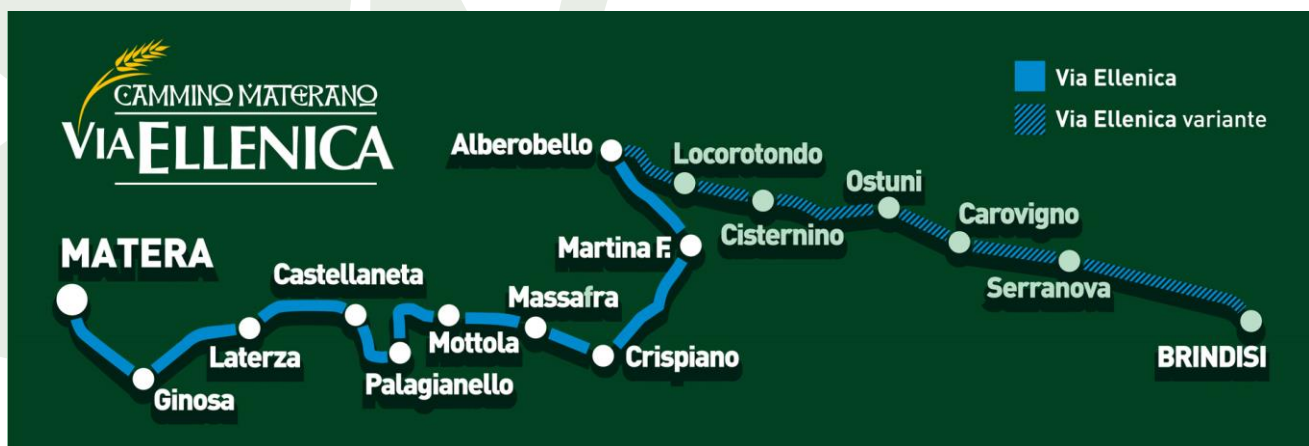 CAMMINO MATERANO
VIA ELLENICA
Via Ellenica
Via Ellenica variante
Alberobello
Locorotondo
Cisternino
Ostuni
Carovigno
Serranova
BRINDISI
Martina F.
MATERA
Castellaneta
Massafra
Laterza
Mottola
Crispiano
Palagianello
Ginosa